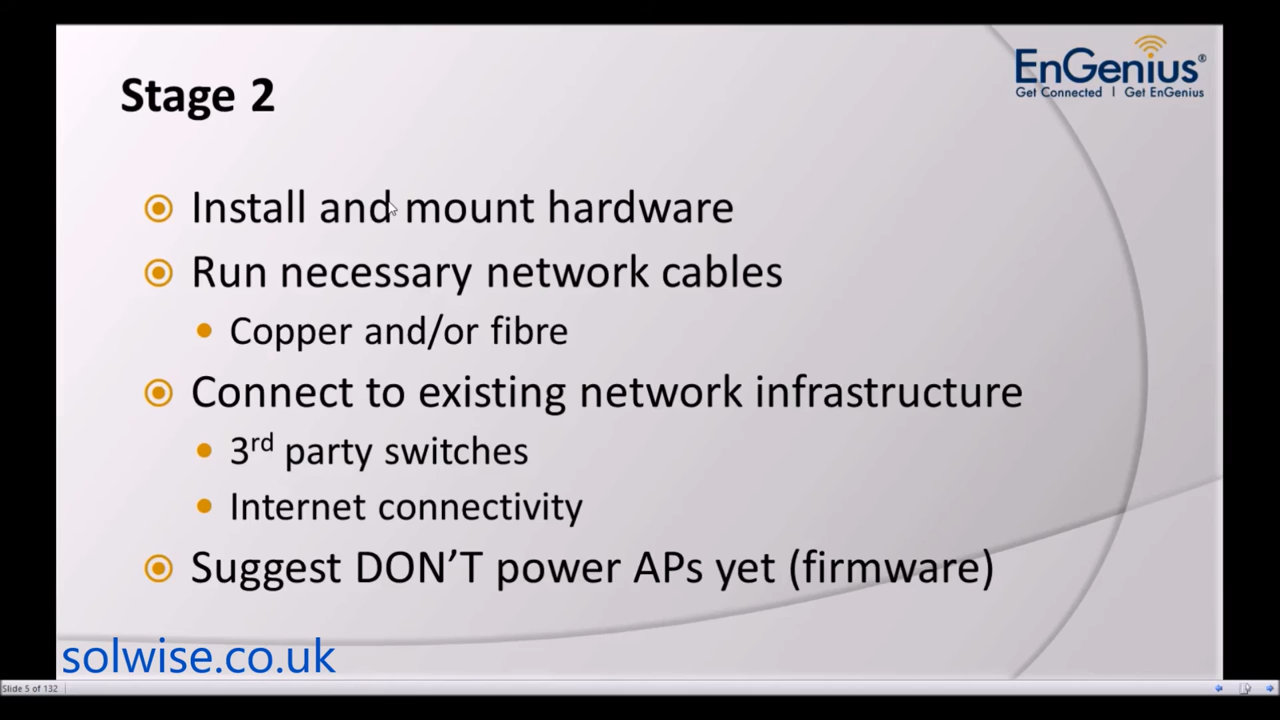 EnGenius®
Get Connected | Get EnGenius
Stage 2
Install and mount hardware
Run necessary network cables
Copper and/or fibre
Connect to existing network infrastructure
3rd party switches
Internet connectivity
Suggest DON’T power APs yet (firmware)
solwise.co.uk
Slide 5 of 132